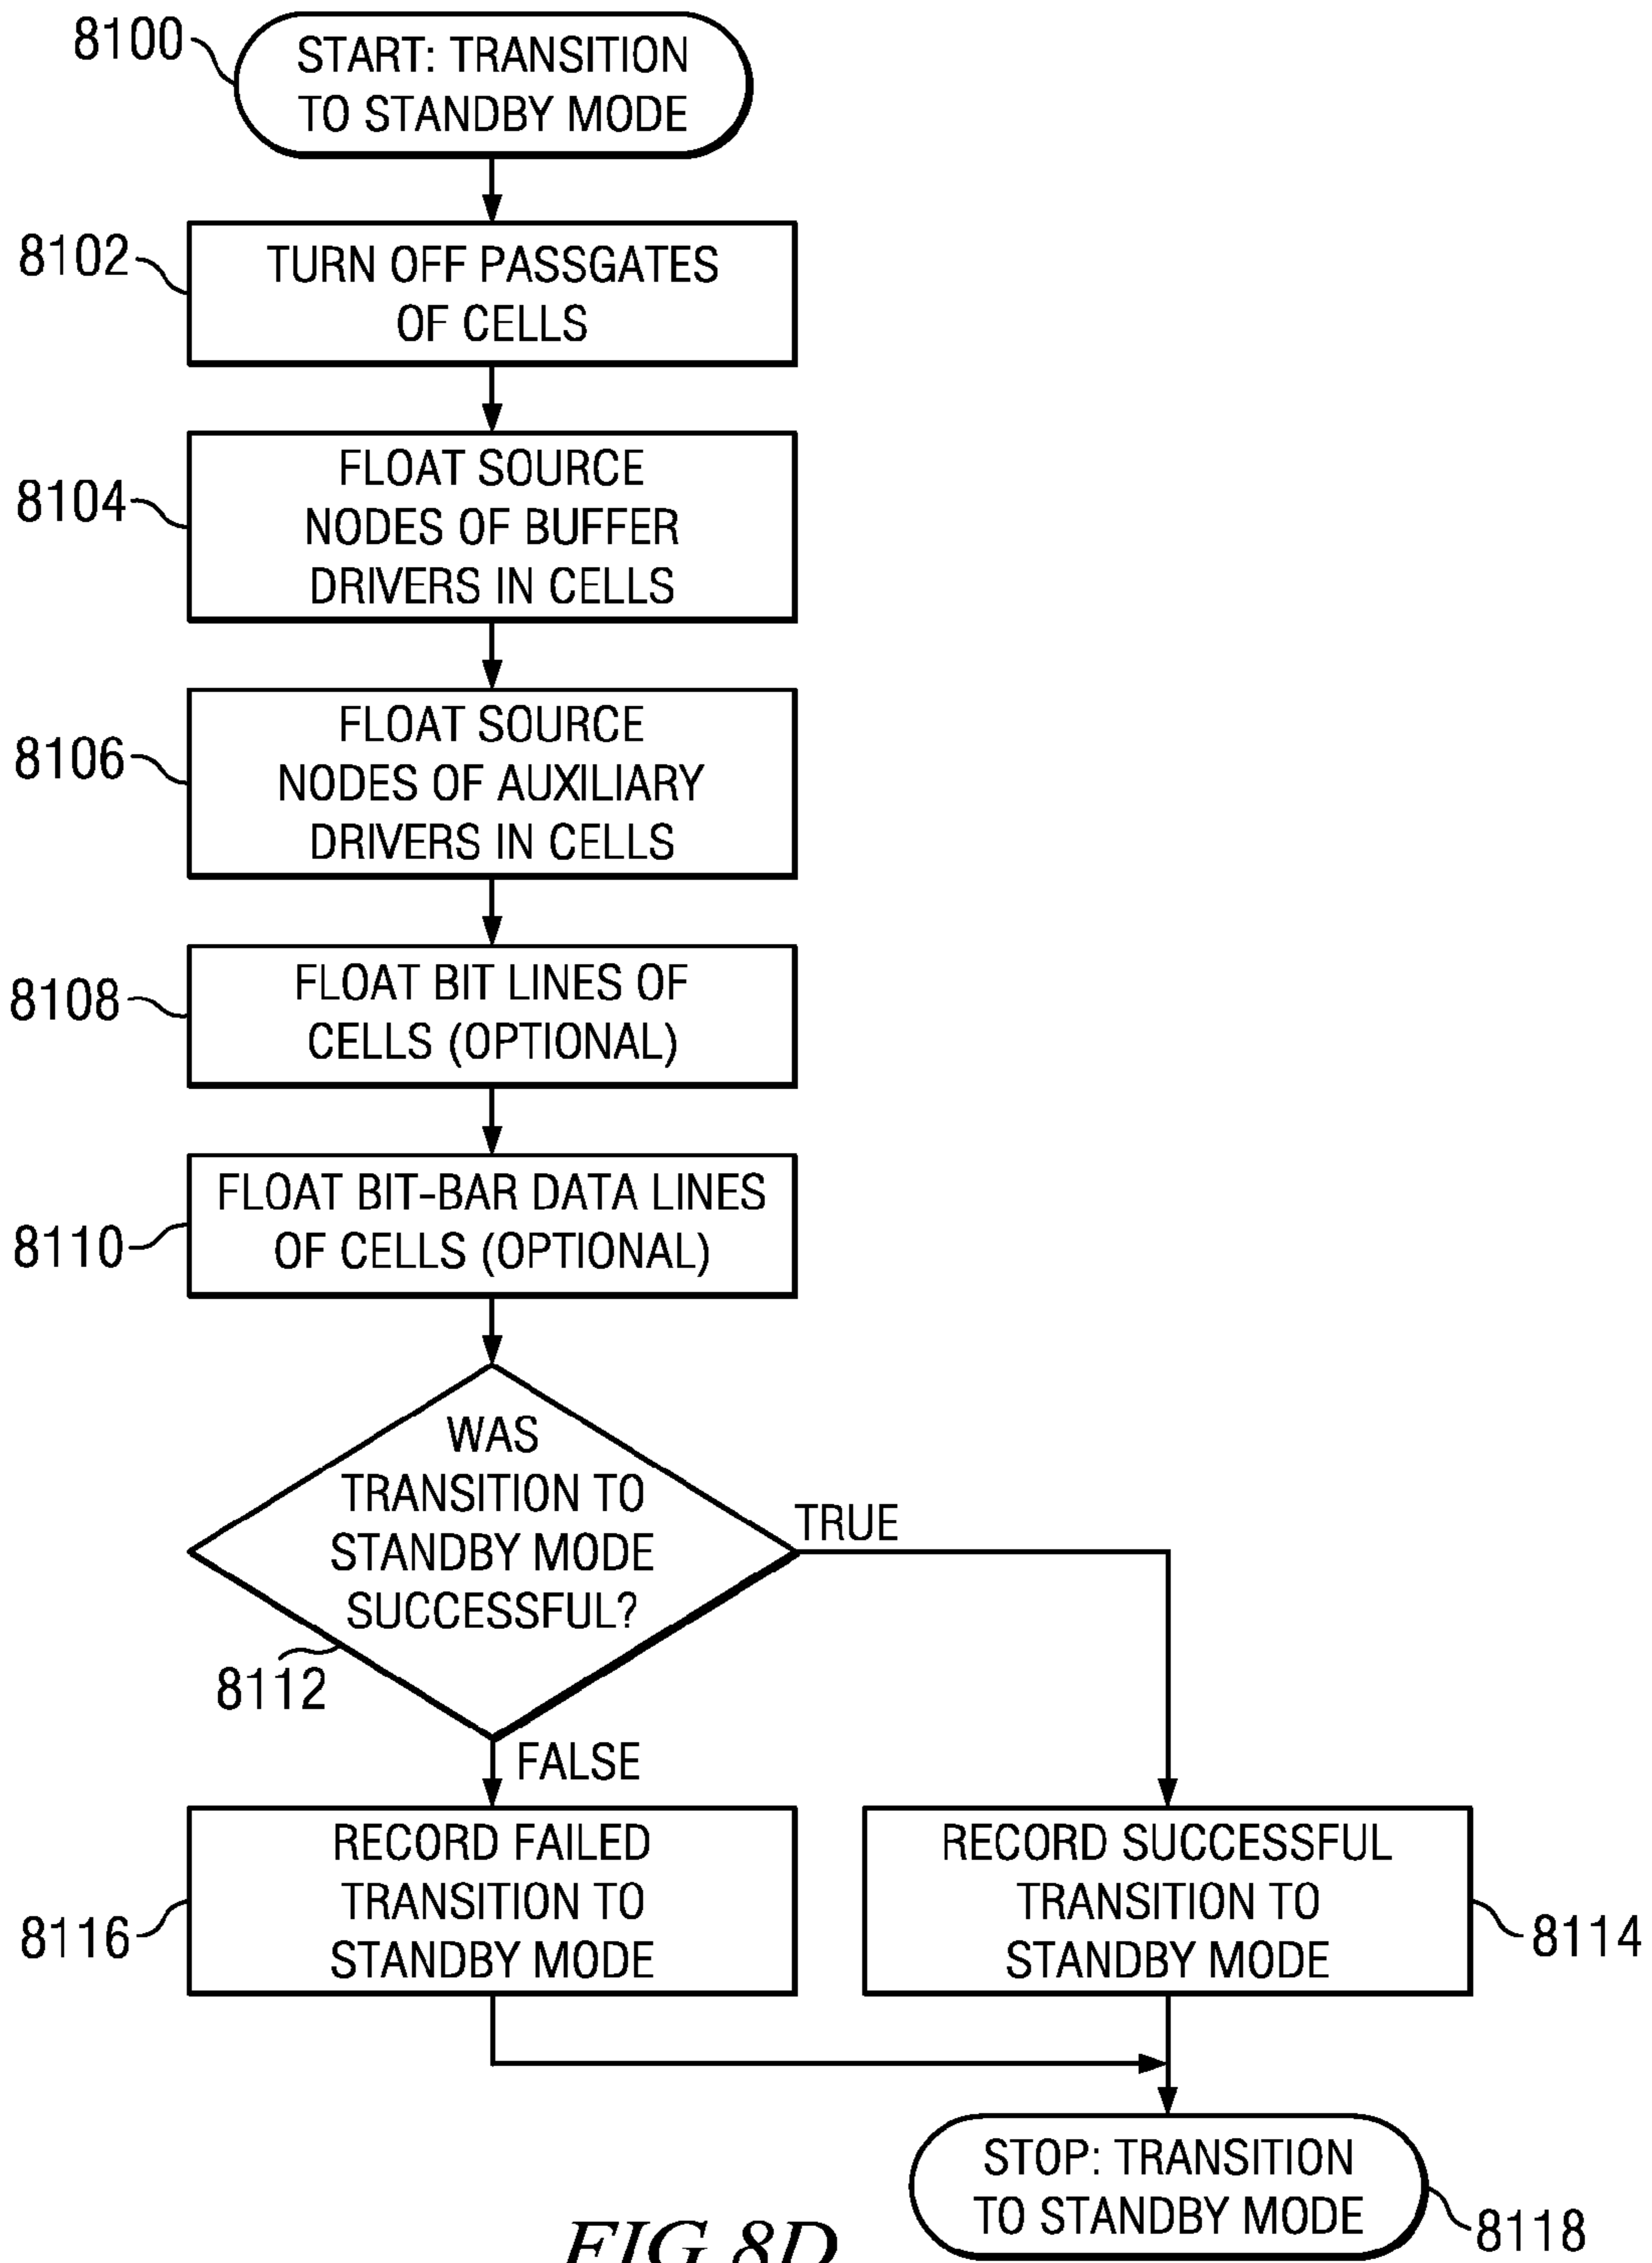 8100
START: TRANSITION
TO STANDBY MODE
8102
TURN OFF PASSGATES
OF CELLS
8104
FLOAT SOURCE
NODES OF BUFFER
DRIVERS IN CELLS
8106
FLOAT SOURCE
NODES OF AUXILIARY
DRIVERS IN CELLS
8108
FLOAT BIT LINES OF
CELLS (OPTIONAL)
8110
FLOAT BIT-BAR DATA LINES
OF CELLS (OPTIONAL)
WAS
TRANSITION TO
STANDBY MODE
SUCCESSFUL?
8112
TRUE
FALSE
RECORD FAILED
TRANSITION TO
STANDBY MODE
8116
RECORD SUCCESSFUL
TRANSITION TO
STANDBY MODE
8114
STOP: TRANSITION
TO STANDBY MODE
8118
FIG 8D